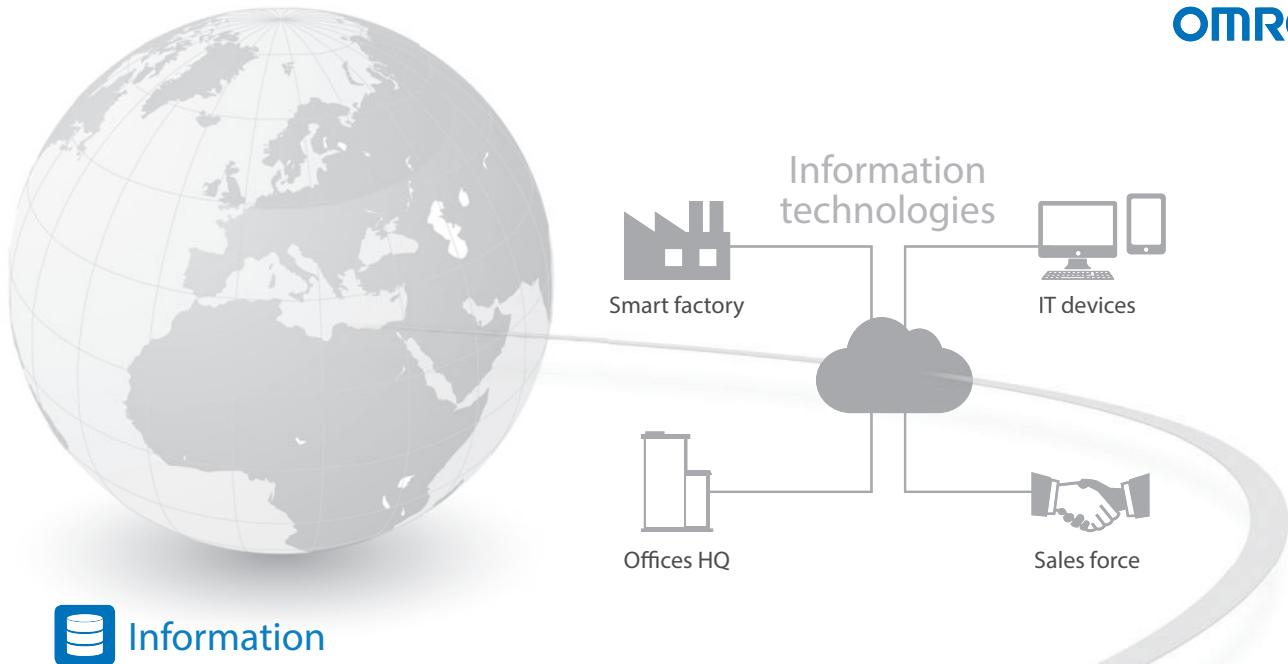 Information
technologies
Smart factory
IT devices
Offices HQ
Sales force
Information